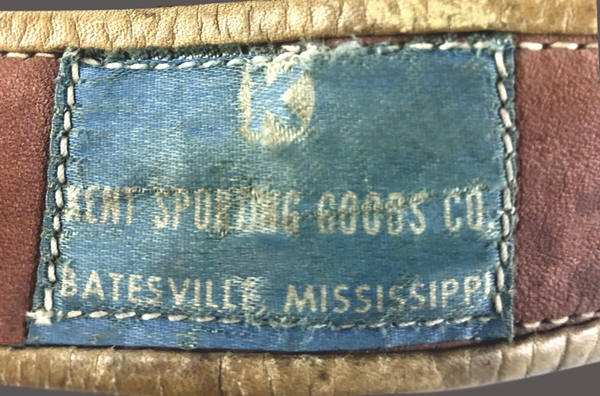 K
KENT SPORTING GOODS CO.
BATESVILLE, MISSISSIPPI